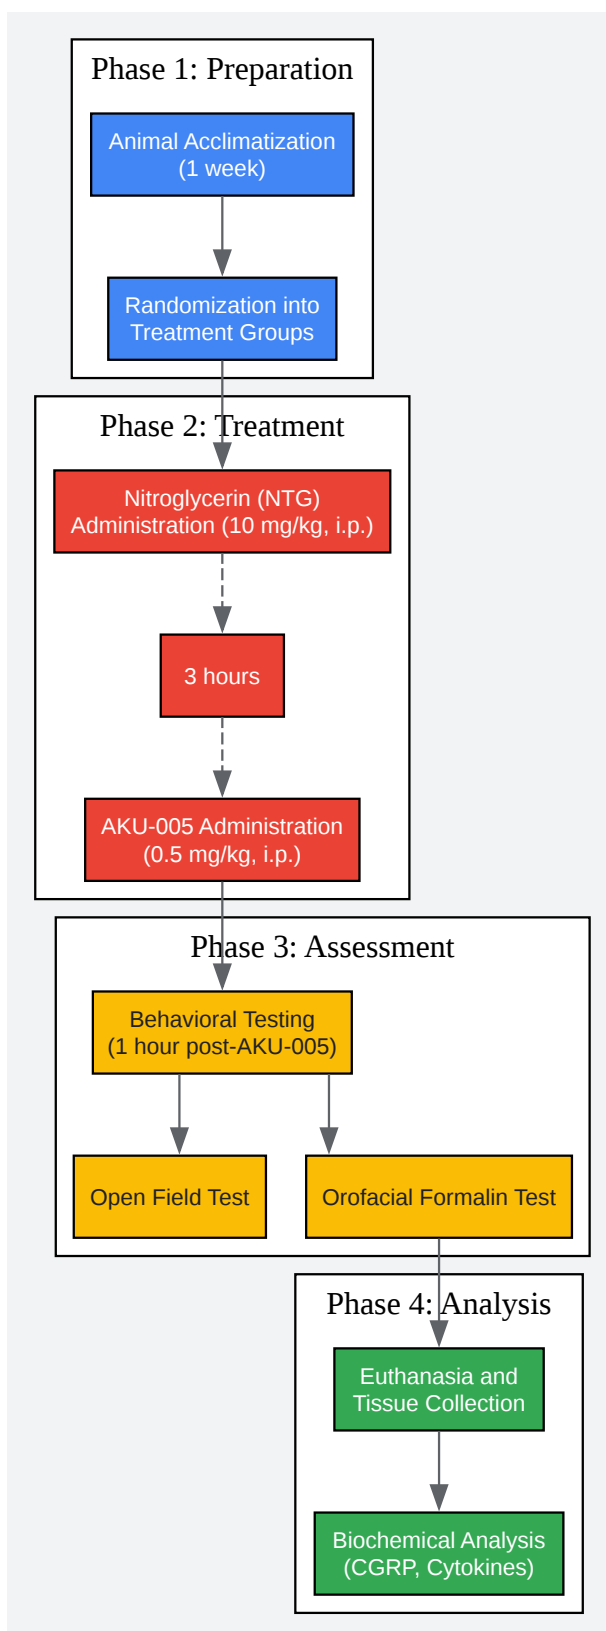 Phase 1: Preparation
Animal Acclimatization
(1 week)
Randomization into
Treatment Groups
Phase 2: Treatment
Nitroglycerin (NTG)
Administration (10 mg/kg, i.p.)
3 hours
AKU-005 Administration
(0.5 mg/kg, i.p.)
Phase 3: Assessment
Behavioral Testing
(1 hour post-AKU-005)
Open Field Test
Orofacial Formalin Test
Phase 4: Analysis
Euthanasia and
Tissue Collection
Biochemical Analysis
(CGRP, Cytokines)